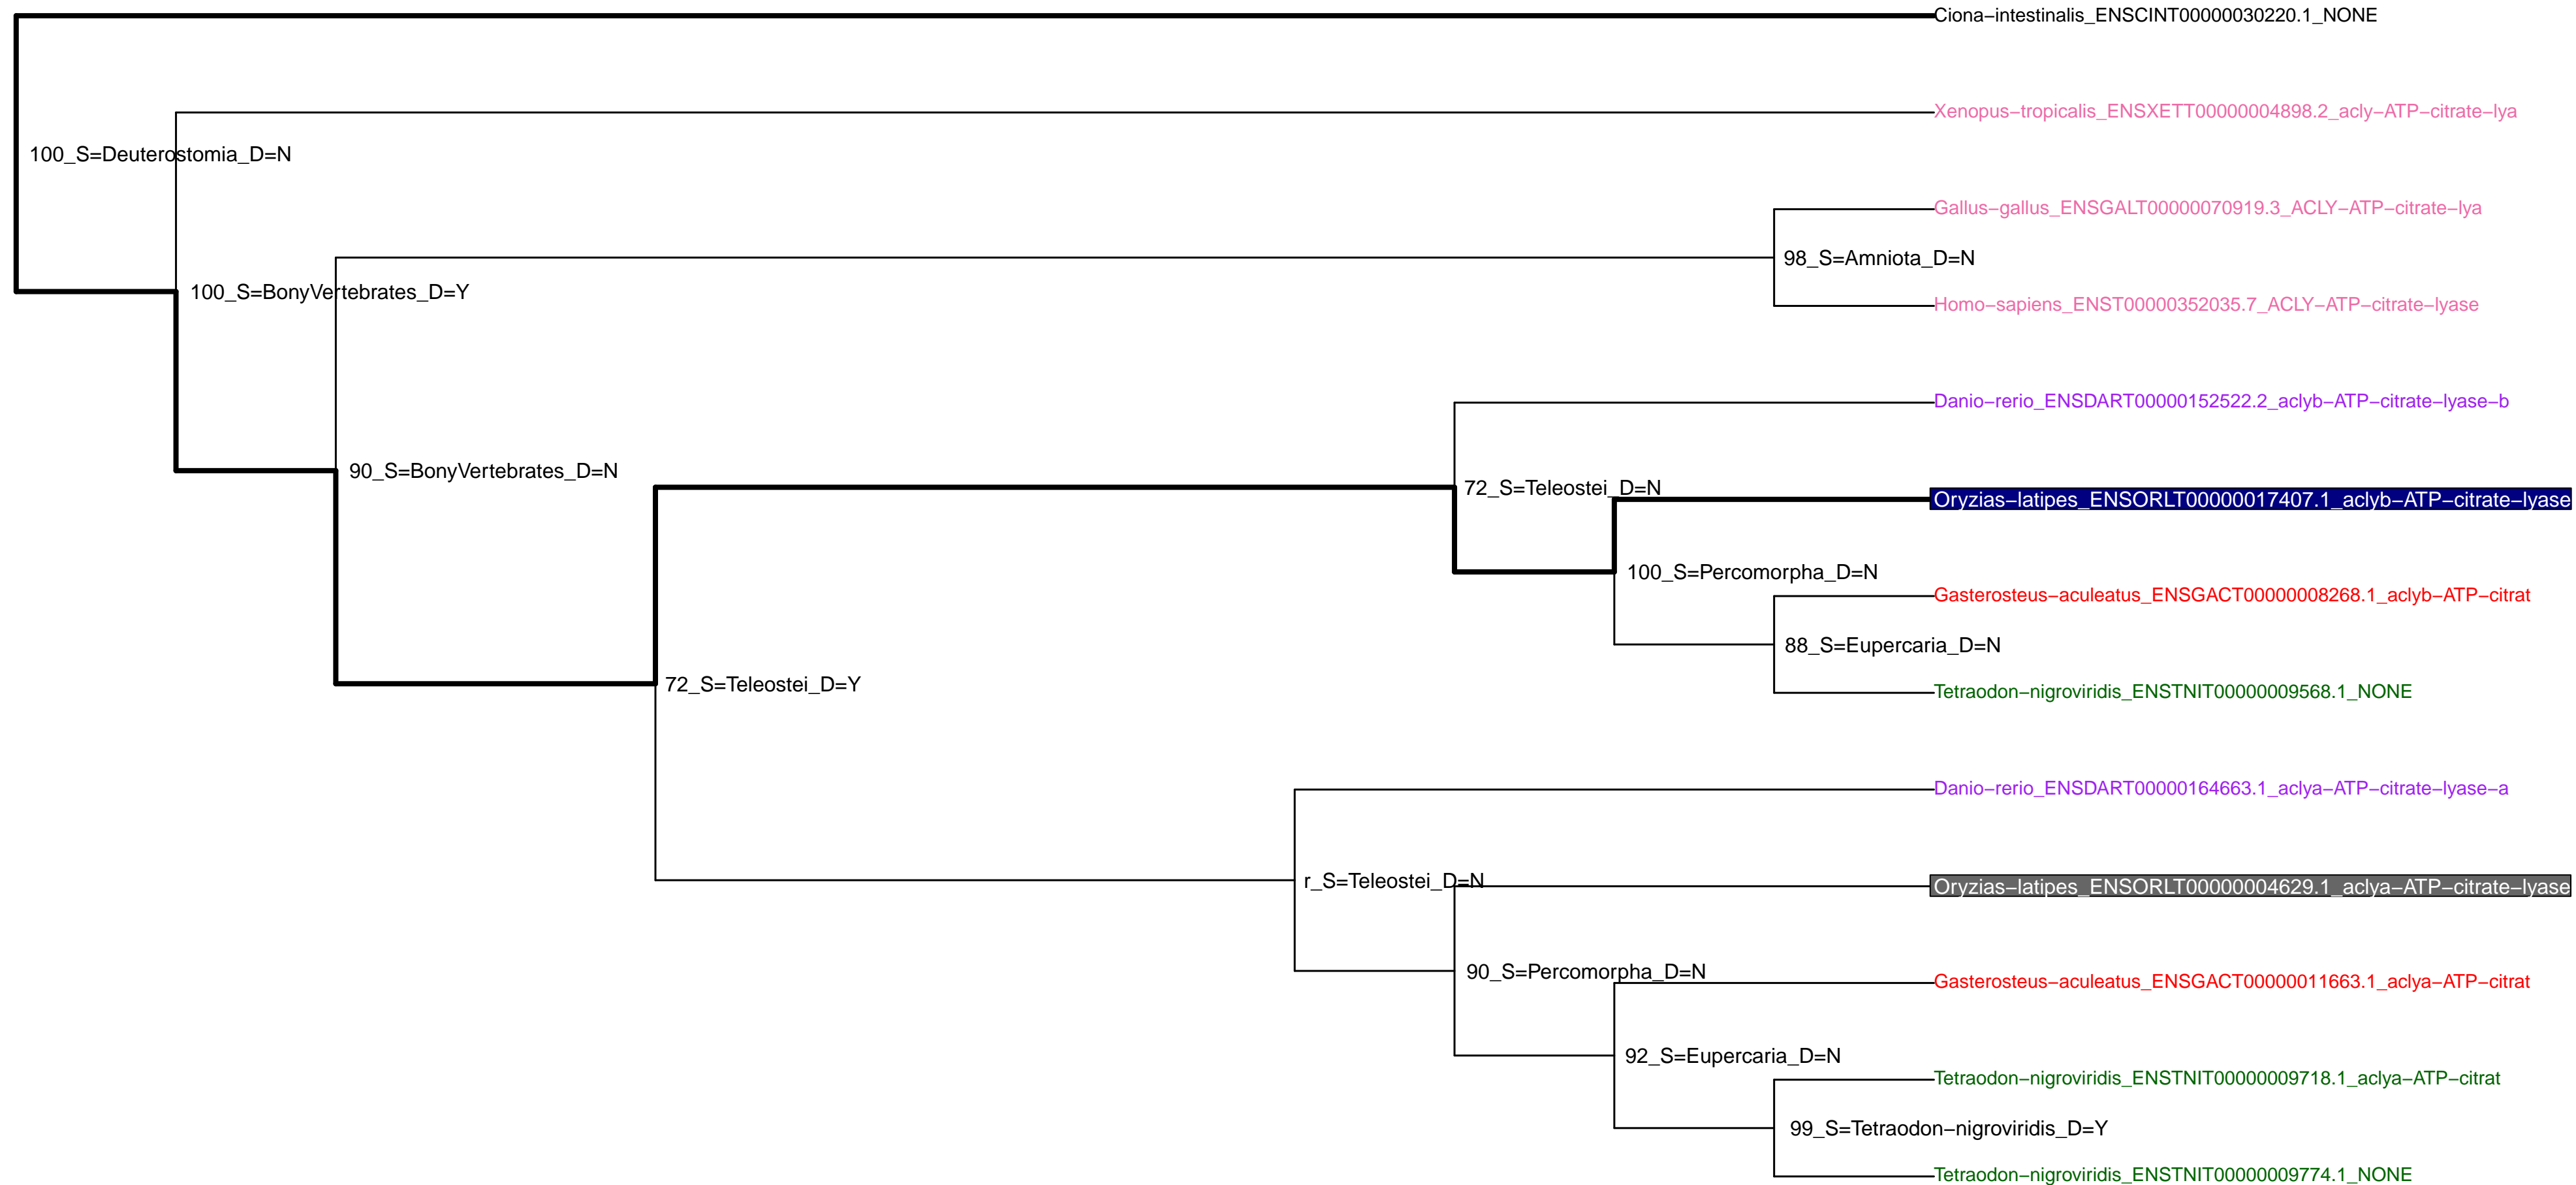 Ciona−intestinalis_ENSCINT00000030220.1_NONE
Xenopus−tropicalis_ENSXETT00000004898.2_acly−ATP−citrate−lya
100_S=Deuterostomia_D=N
Gallus−gallus_ENSGALT00000070919.3_ACLY−ATP−citrate−lya
98_S=Amniota_D=N
100_S=BonyVertebrates_D=Y
Homo−sapiens_ENST00000352035.7_ACLY−ATP−citrate−lyase
Danio−rerio_ENSDART00000152522.2_aclyb−ATP−citrate−lyase−b
90_S=BonyVertebrates_D=N
72_S=Teleostei_D=N
Oryzias−latipes_ENSORLT00000017407.1_aclyb−ATP−citrate−lyase
100_S=Percomorpha_D=N
Gasterosteus−aculeatus_ENSGACT00000008268.1_aclyb−ATP−citrat
88_S=Eupercaria_D=N
72_S=Teleostei_D=Y
Tetraodon−nigroviridis_ENSTNIT00000009568.1_NONE
Danio−rerio_ENSDART00000164663.1_aclya−ATP−citrate−lyase−a
r_S=Teleostei_D=N
Oryzias−latipes_ENSORLT00000004629.1_aclya−ATP−citrate−lyase
90_S=Percomorpha_D=N
Gasterosteus−aculeatus_ENSGACT00000011663.1_aclya−ATP−citrat
92_S=Eupercaria_D=N
Tetraodon−nigroviridis_ENSTNIT00000009718.1_aclya−ATP−citrat
99_S=Tetraodon−nigroviridis_D=Y
Tetraodon−nigroviridis_ENSTNIT00000009774.1_NONE